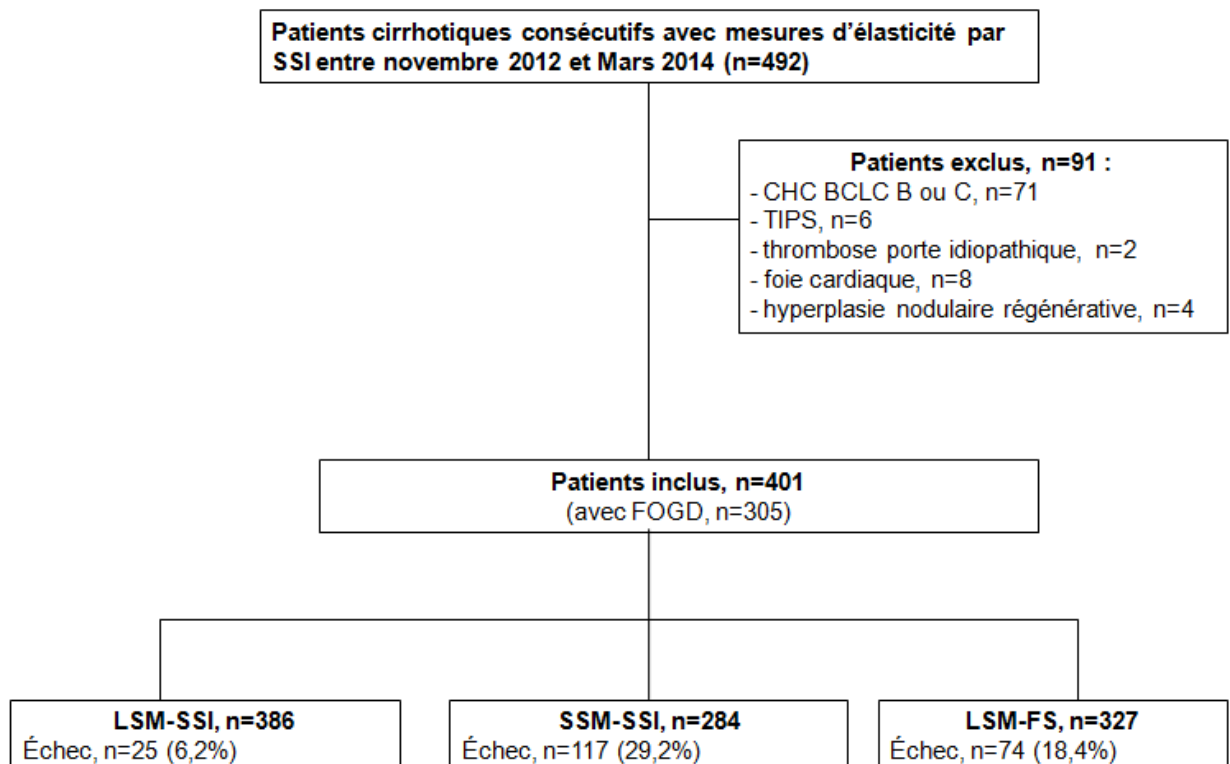 Patients cirrhotiques consécutifs avec mesures d'élasticité par
SSI entre novembre 2012 et Mars 2014 (n=492)
Patients exclus, n=91 :
- CHC BCLC B ou C, n=71
- TIPS, n=6
- thrombose porte idiopathique, n=2
- foie cardiaque, n=8
- hyperplasie nodulaire régénérative, n=4
Patients inclus, n=401
(avec FOGD, n=305)
LSM-SSI, n=386
Échec, n=25 (6,2%)
SSM-SSI, n=284
Échec, n=117 (29,2%)
LSM-FS, n=327
Échec, n=74 (18,4%)